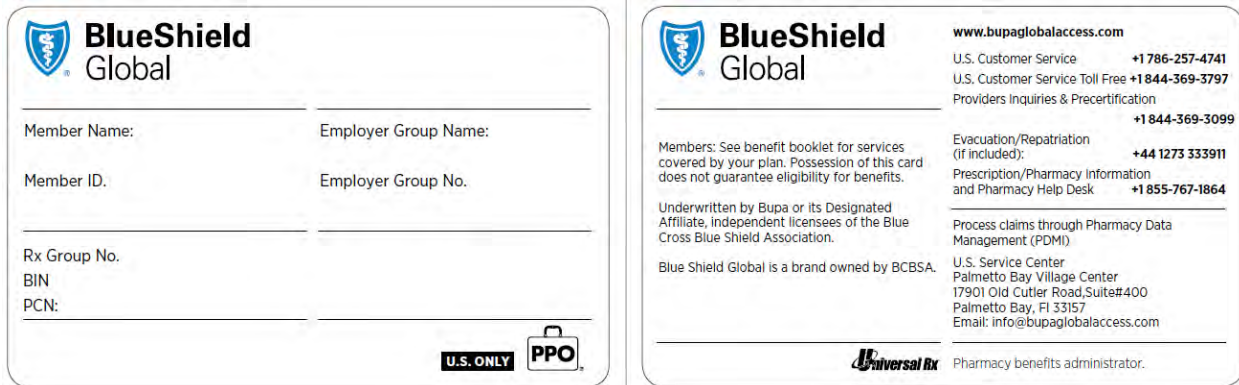 BlueShield
Global
Member Name:
Employer Group Name:
Member ID.
Employer Group No.
Rx Group No.
BIN
PCN:
U.S. ONLY
PPO
BlueShield
Global
Members: See benefit booklet for services
covered by your plan. Possession of this card
does not guarantee eligibility for benefits.
Underwritten by Bupa or its Designated
Affiliate, independent licensees of the Blue
Cross Blue Shield Association.
Blue Shield Global is a brand owned by BCBSA.
Universal Rx
www.bupaglobalaccess.com
U.S. Customer Service +1 786-257-4741
U.S. Customer Service Toll Free +1 844-369-3797
Providers Inquiries & Precertification
+1 844-369-3099
Evacuation/Repatriation
(if included): +44 1273 333911
Prescription/Pharmacy Information
and Pharmacy Help Desk +1 855-767-1864
Process claims through Pharmacy Data
Management (PDMI)
U.S. Service Center
Palmetto Bay Village Center
17901 Old Cutler Road,Suite#400
Palmetto Bay, Fl 33157
Email: info@bupaglobalaccess.com
Pharmacy benefits administrator.